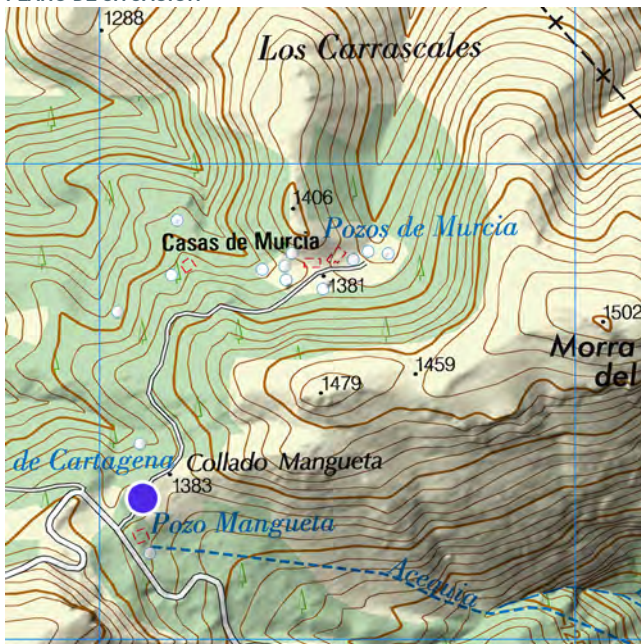 1288
Los Carrascales
1406
Casas de Murcia
Pozos de Murcia
1381
1502
Morra
del
1459
1479
de Cartagena
Collado Mangueta
1383
Pozo Mangueta
Acequia